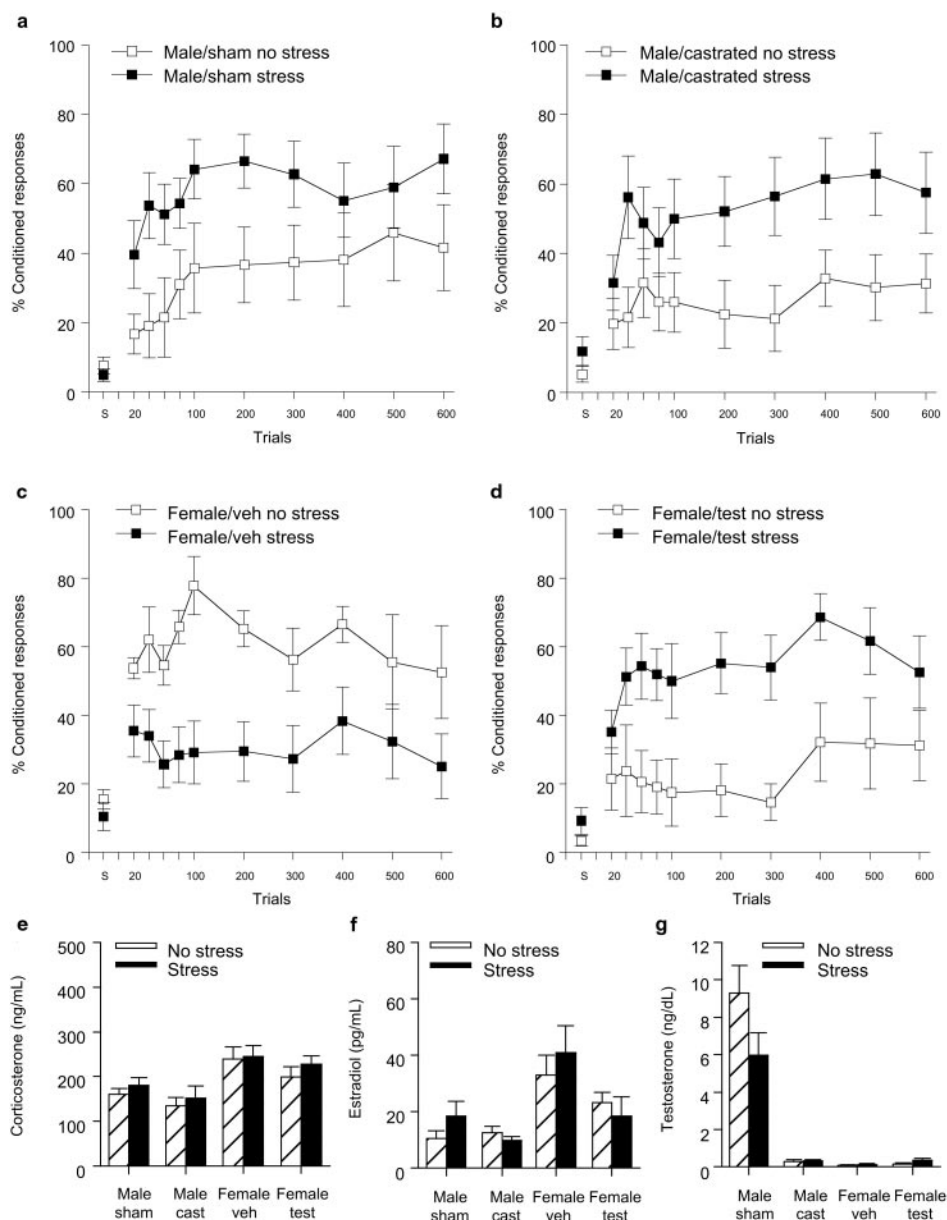 a
Male/sham no stress
Male/sham stress
100
80
60
40
20
0
% Conditioned responses
S 20 100 200 300 400 500 600
Trials
b
Male/castrated no stress
Male/castrated stress
100
80
60
40
20
0
% Conditioned responses
S 20 100 200 300 400 500 600
Trials
c
Female/veh no stress
Female/veh stress
100
80
60
40
20
0
% Conditioned responses
S 20 100 200 300 400 500 600
Trials
d
Female/test no stress
Female/test stress
100
80
60
40
20
0
% Conditioned responses
S 20 100 200 300 400 500 600
Trials
e
No stress
Stress
500
400
300
200
100
0
Corticosterone (ng/mL)
Male Male Female Female
sham cast veh test
f
No stress
Stress
80
60
40
20
0
Estradiol (pg/mL)
Male Male Female Female
sham cast veh test
g
No stress
Stress
12
10
8
6
4
2
0
Testosterone (ng/dL)
Male Male Female Female
sham cast veh test